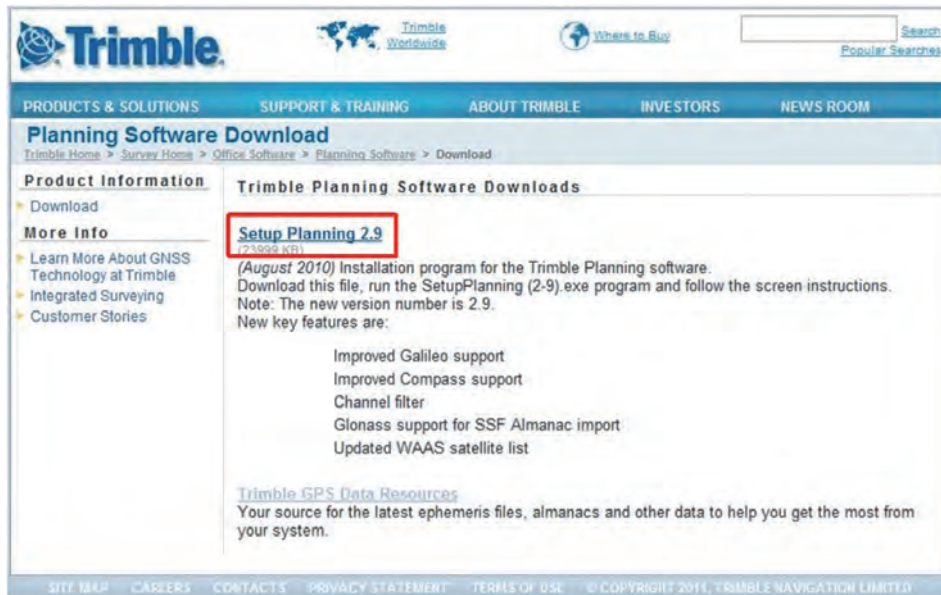 Trimble.
Trimble
Worldwide
Where to Buy
Search
Popular Searches
PRODUCTS & SOLUTIONS SUPPORT & TRAINING ABOUT TRIMBLE INVESTORS NEWS ROOM
Planning Software Download
Trimble Home > Survey Home > Office Software > Planning Software > Download
Product Information
Download
More Info
Learn More About GNSS
Technology at Trimble
Integrated Surveying
Customer Stories
Trimble Planning Software Downloads
Setup Planning 2.9
(23999 KB)
(August 2010) Installation program for the Trimble Planning software.
Download this file, run the SetupPlanning (2-9).exe program and follow the screen instructions.
Note: The new version number is 2.9.
New key features are:
Improved Galileo support
Improved Compass support
Channel filter
Glonass support for SSF Almanac import
Updated WAAS satellite list
Trimble GPS Data Resources
Your source for the latest ephemeris files, almanacs and other data to help you get the most from
your system.
SITE MAP CAREERS CONTACTS PRIVACY STATEMENT TERMS OF USE © COPYRIGHT 2011, TRIMBLE NAVIGATION LIMITED